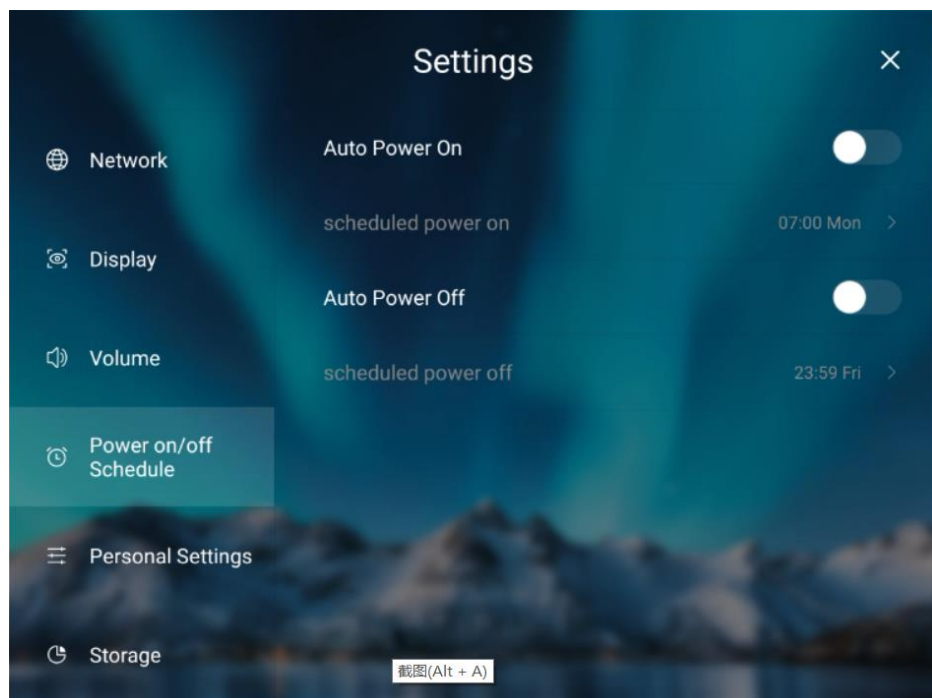 Settings
Network
Display
Volume
Power on/off
Schedule
Personal Settings
Storage
Auto Power On
scheduled power on 07:00 Mon
Auto Power Off
scheduled power off 23:59 Fri
截图(Alt + A)